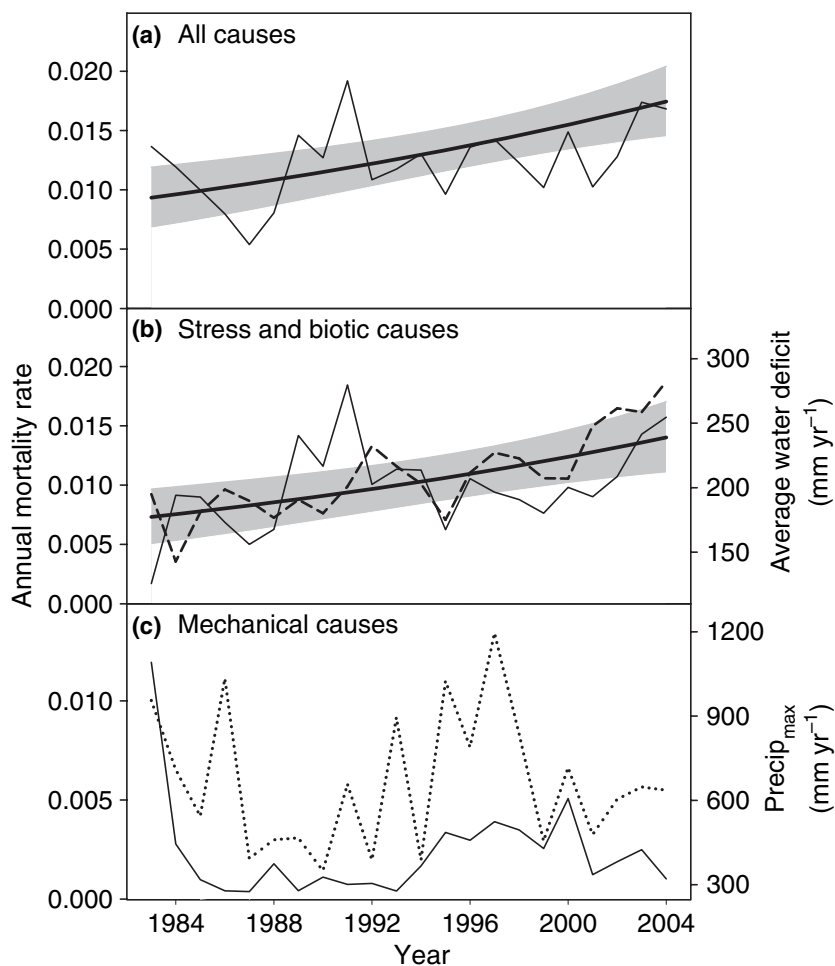 (a) All causes
0.020
0.015
0.010
0.005
0.000
(b) Stress and biotic causes
0.020
0.015
0.010
0.005
0.000
300
250
200
150
Annual mortality rate
Average water deficit
(mm yr⁻¹)
(c) Mechanical causes
0.010
0.005
0.000
1200
900
600
300
Precipmax
(mm yr⁻¹)
1984 1988 1992 1996 2000 2004
Year